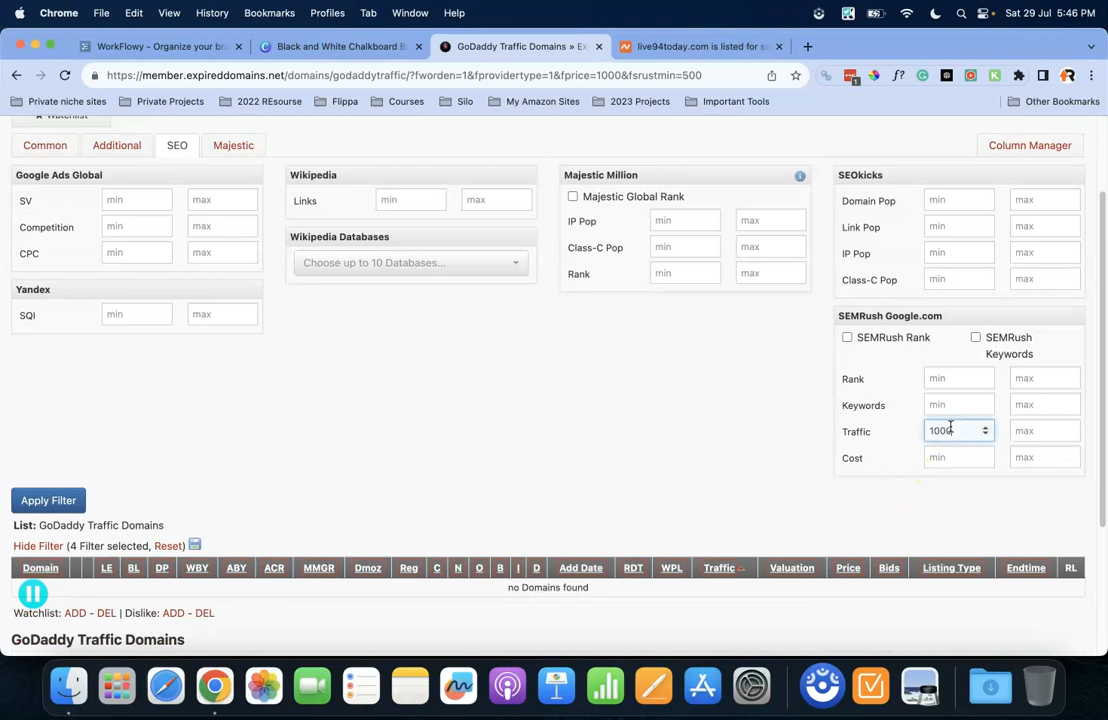 Chrome File Edit View History Bookmarks Profiles Tab Window Help Sat 29 Jul 5:46 PM
WorkFlowy - Organize your bra Black and White Chalkboard B GoDaddy Traffic Domains » Ex live94today.com is listed for sa
https://member.expireddomains.net/domains/godaddytraffic/?fworden=1&fprovidertype=1&fprice=1000&fsrustmin=500
Private niche sites Private Projects 2022 REsourse Flippa Courses Silo My Amazon Sites 2023 Projects Important Tools Other Bookmarks
Watchlist
Common Additional SEO Majestic Column Manager
Google Ads Global Wikipedia Majestic Million SEOkicks
SV min max Links min max Majestic Global Rank Domain Pop min max
Competition min max IP Pop min max Link Pop min max
Wikipedia Databases
CPC min max Choose up to 10 Databases... Class-C Pop min max IP Pop min max
Rank min max Class-C Pop min max
Yandex
SQI min max SEMRush Google.com
SEMRush Rank SEMRush Keywords
Rank min max
Keywords min max
Traffic 1000 max
Cost min max
Apply Filter
List: GoDaddy Traffic Domains
Hide Filter (4 Filter selected, Reset)
Domain LE BL DP WBY ABY ACR MMGR Dmoz Reg C N O B I D Add Date RDT WPL Traffic Valuation Price Bids Listing Type Endtime RL
no Domains found
Watchlist: ADD - DEL | Dislike: ADD - DEL
GoDaddy Traffic Domains